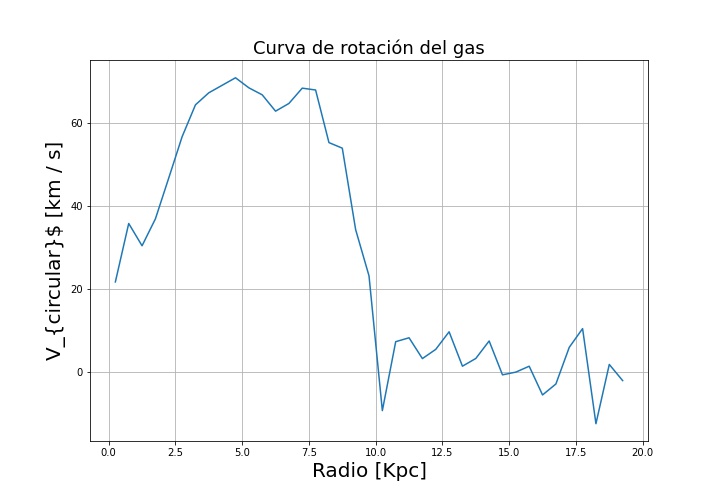 Curva de rotación del gas
V_{circular}$ [km / s]
60
40
20
0
0.0 2.5 5.0 7.5 10.0 12.5 15.0 17.5 20.0
Radio [Kpc]